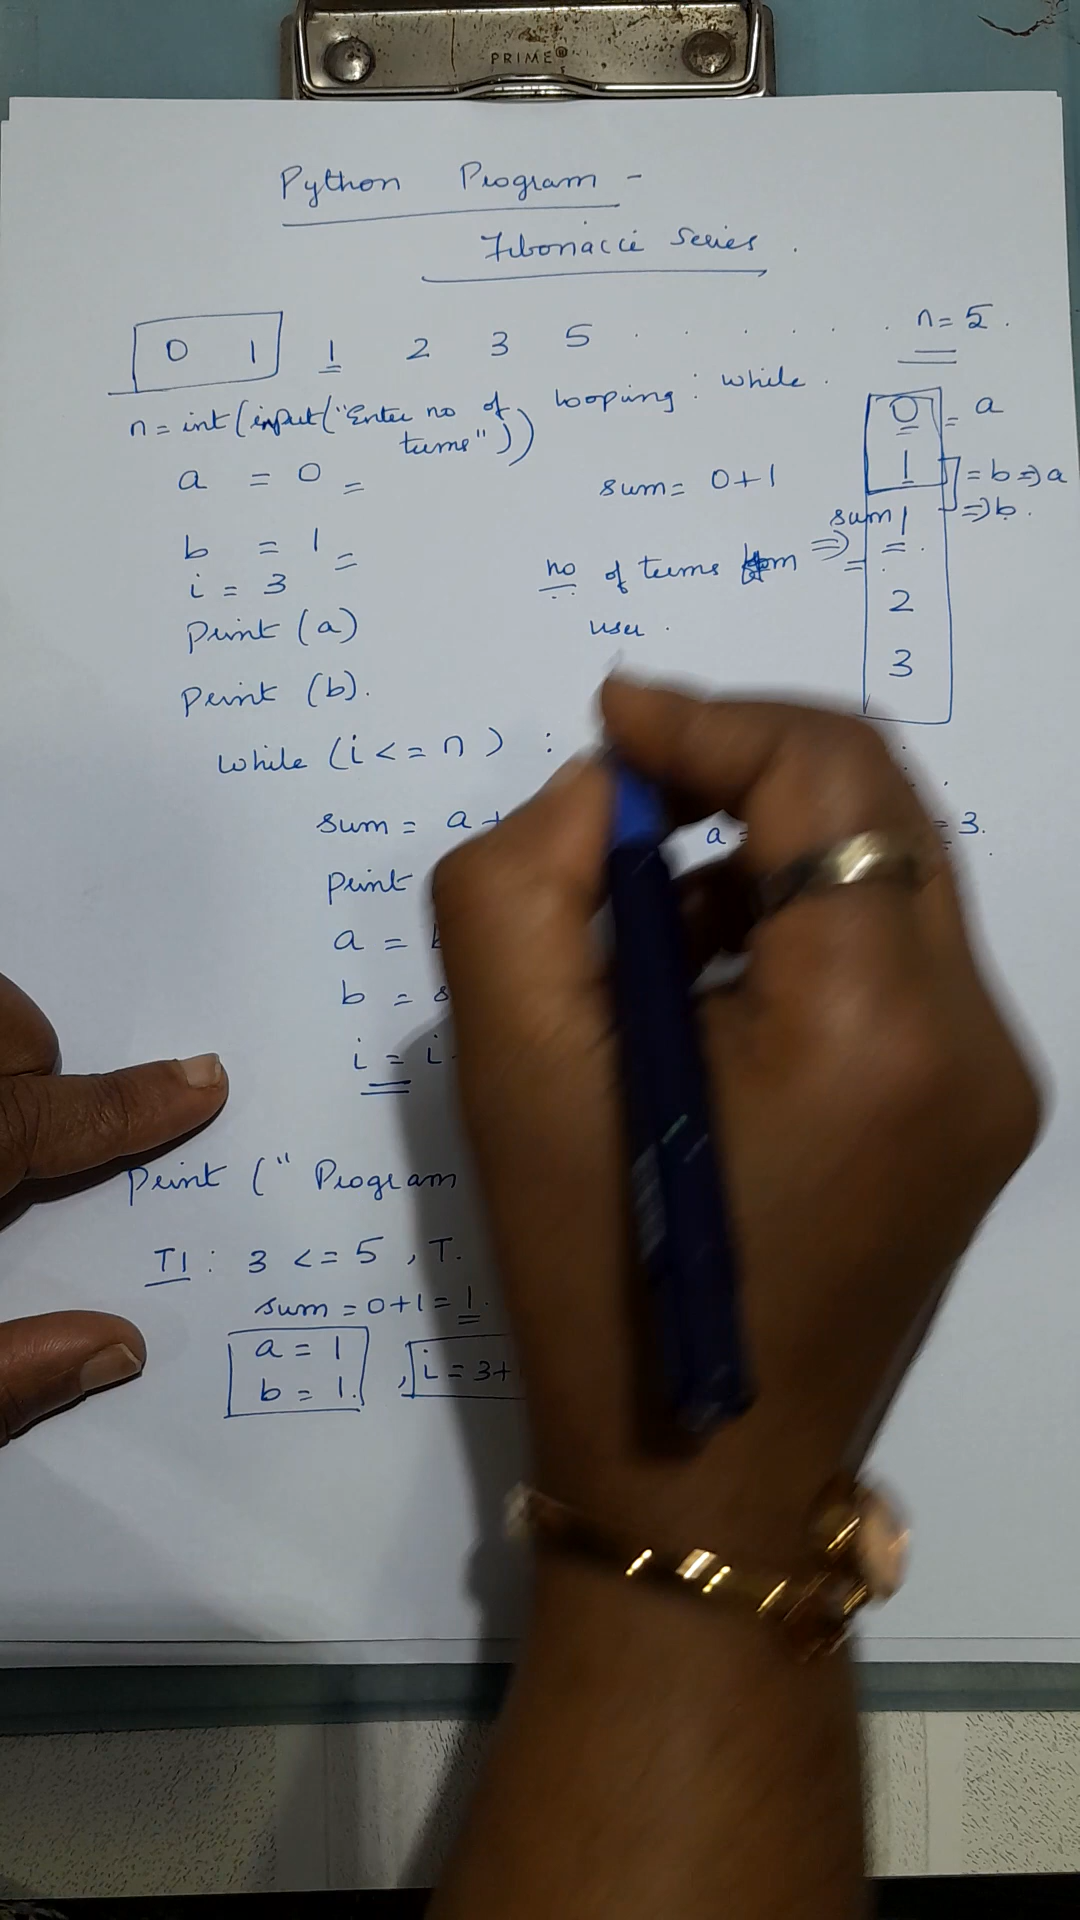 PRIME
Python Program -
Fibonacci Series .
0 1 1 2 3 5 . . . . . . n = 5 .
n = int(input("Enter no of
terms"))
looping : while .
a = 0
b = 1
i = 3
Print (a)
Print (b).
sum = 0+1
no of terms from
user .
0 = a
1 = b => a
sum 1 => b .
=> = .
2
3
while (i <= n) :
sum = a +
Print
a =
b =
i = i
a = = 3.
Print (" Program
T1 : 3 <= 5 , T.
sum = 0+1 = 1.
a = 1
b = 1.
, i = 3+